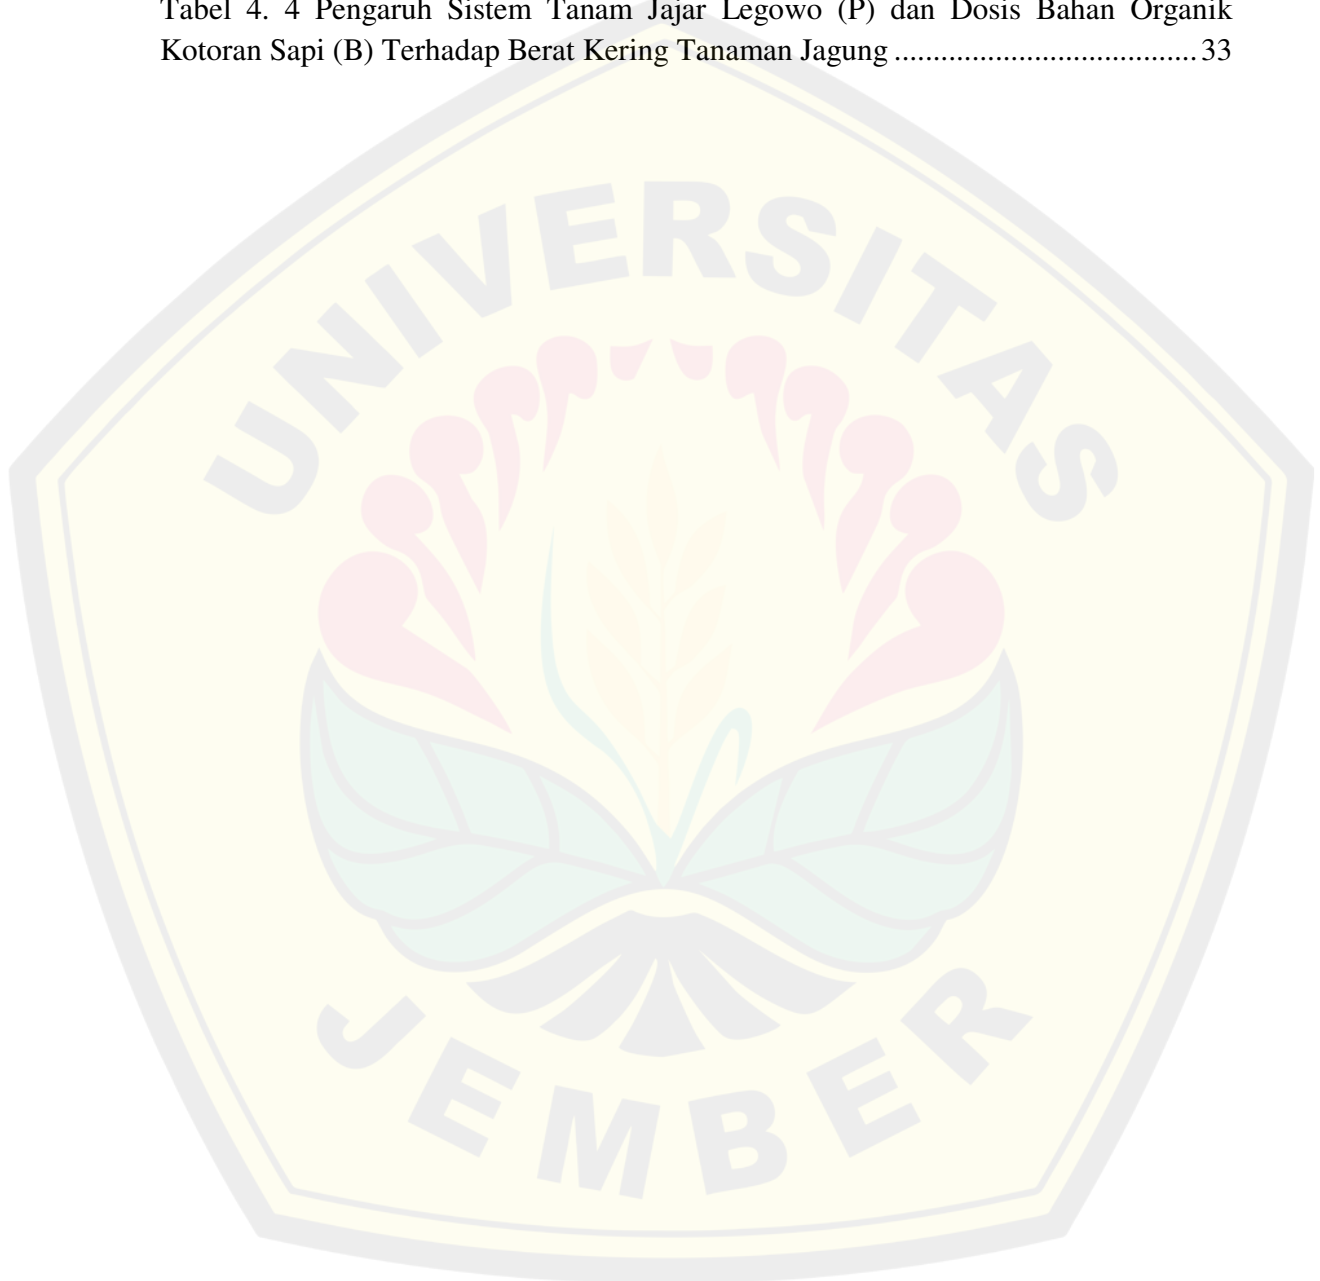 Tabel 4. 4 Pengaruh Sistem Tanam Jajar Legowo (P) dan Dosis Bahan Organik
Kotoran Sapi (B) Terhadap Berat Kering Tanaman Jagung ....................................... 33
UNIVERSITAS
JEMBER